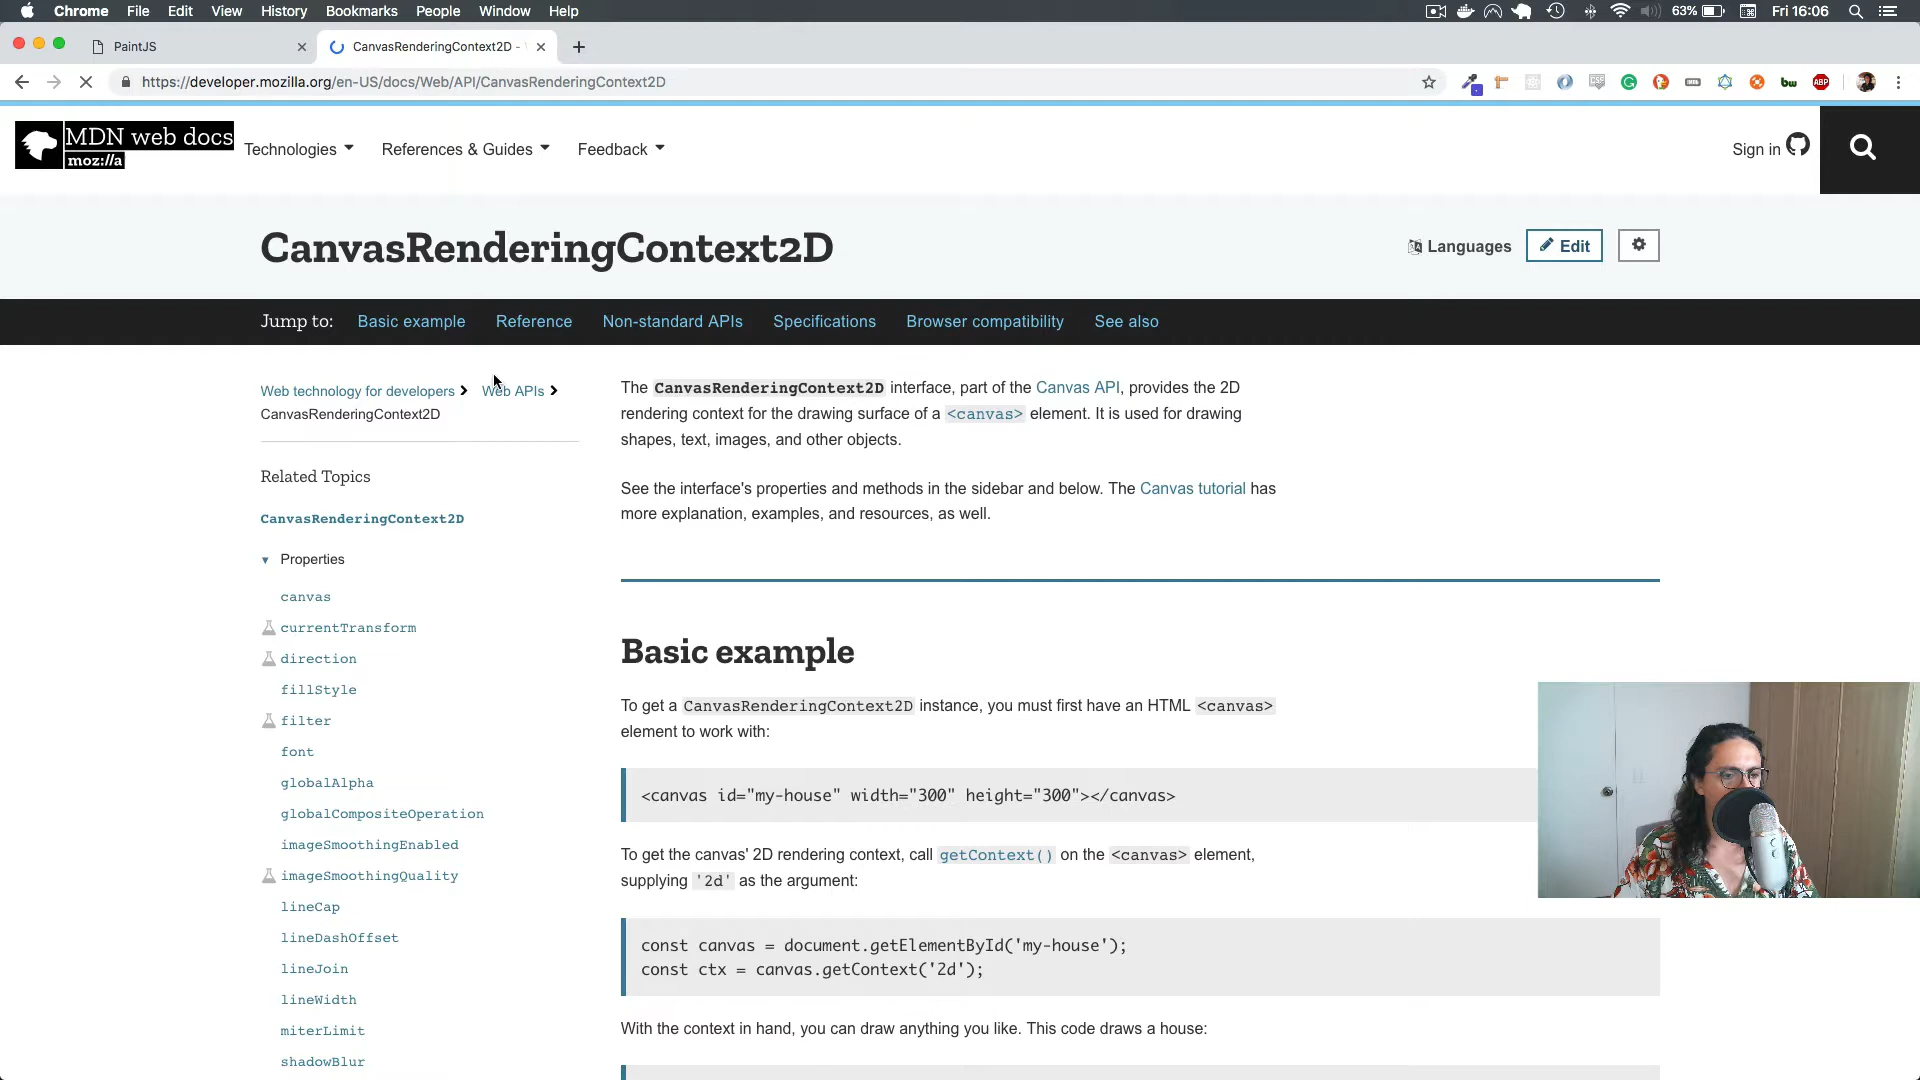 Chrome File Edit View History Bookmarks People Window Help 63% Fri 16:06
PaintJS CanvasRenderingContext2D -
https://developer.mozilla.org/en-US/docs/Web/API/CanvasRenderingContext2D ABP
MDN web docs
moz://a
Technologies References & Guides Feedback Sign in
CanvasRenderingContext2D
Languages Edit
Jump to: Basic example Reference Non-standard APIs Specifications Browser compatibility See also
Web technology for developers Web APIs
CanvasRenderingContext2D
Related Topics
CanvasRenderingContext2D
Properties
canvas
currentTransform
direction
fillStyle
filter
font
globalAlpha
globalCompositeOperation
imageSmoothingEnabled
imageSmoothingQuality
lineCap
lineDashOffset
lineJoin
lineWidth
miterLimit
shadowBlur
The CanvasRenderingContext2D interface, part of the Canvas API, provides the 2D
rendering context for the drawing surface of a <canvas> element. It is used for drawing
shapes, text, images, and other objects.
See the interface's properties and methods in the sidebar and below. The Canvas tutorial has
more explanation, examples, and resources, as well.
Basic example
To get a CanvasRenderingContext2D instance, you must first have an HTML <canvas>
element to work with:
<canvas id="my-house" width="300" height="300"></canvas>
To get the canvas' 2D rendering context, call getContext() on the <canvas> element,
supplying '2d' as the argument:
const canvas = document.getElementById('my-house');
const ctx = canvas.getContext('2d');
With the context in hand, you can draw anything you like. This code draws a house: